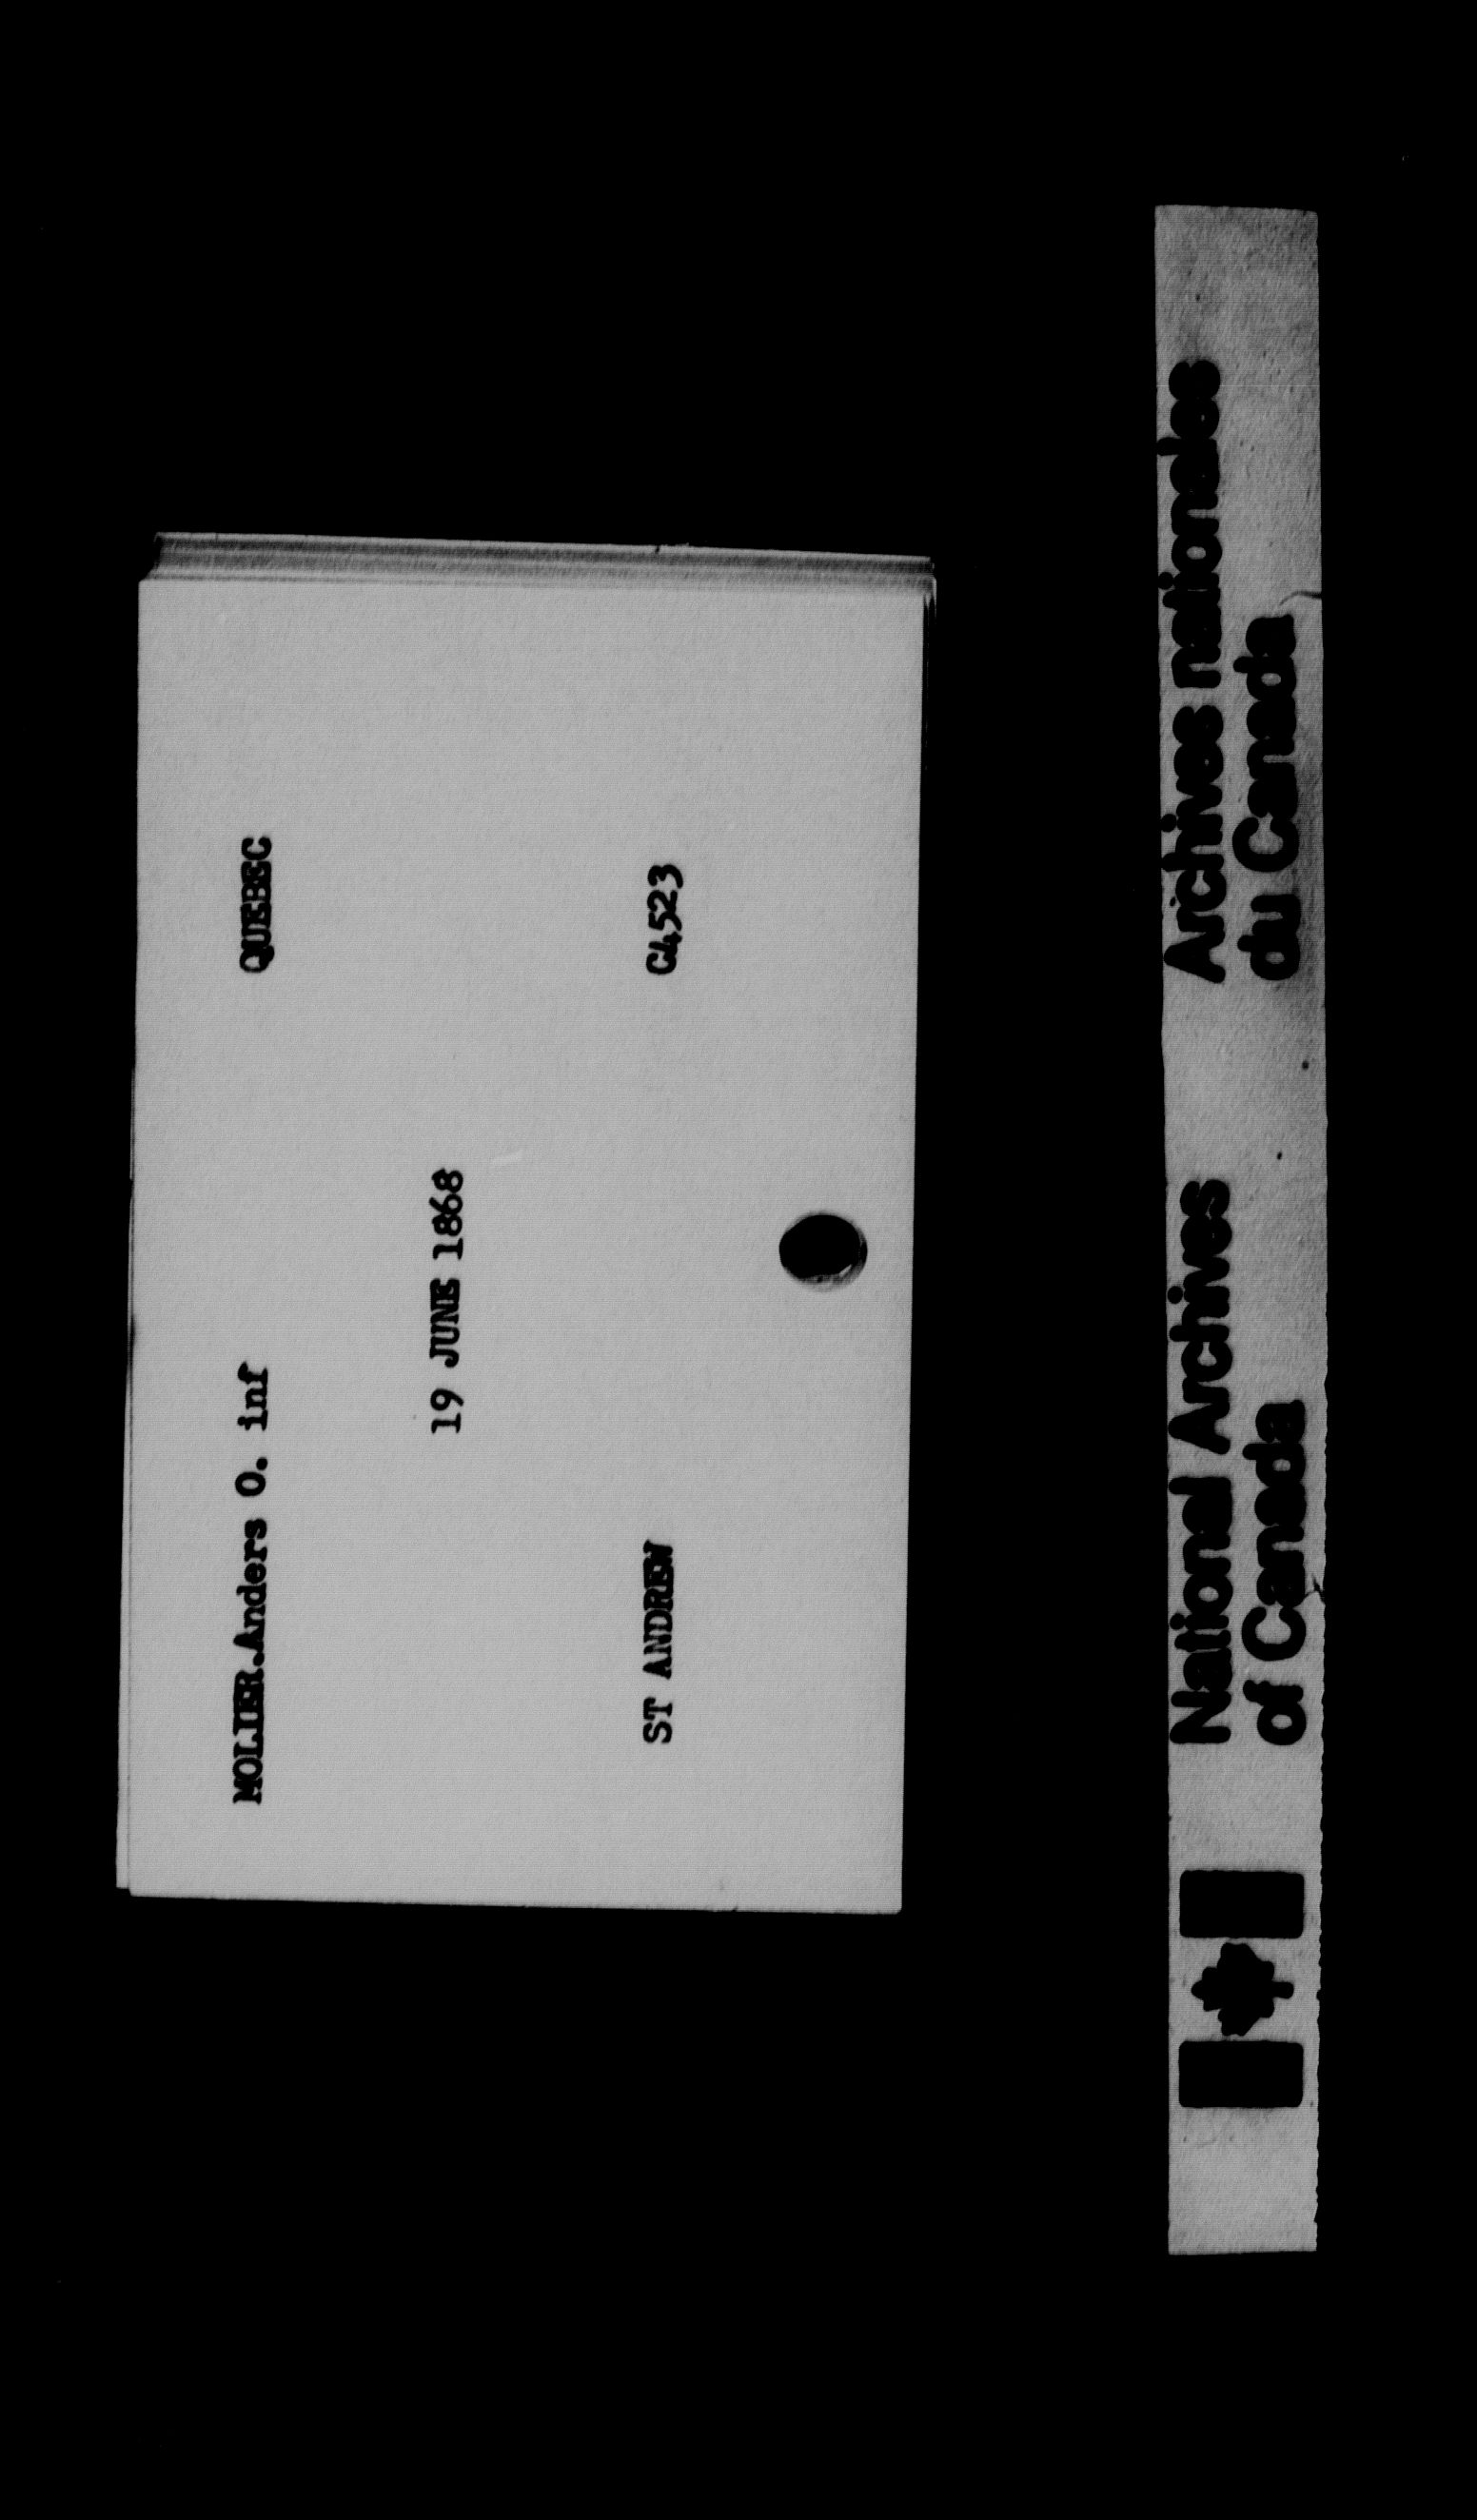 MOLIER.Anders O. inf QUEBEC
19 JUNE 1868
ST ANDREW C4523
National Archives of Canada
Archives nationales du Canada